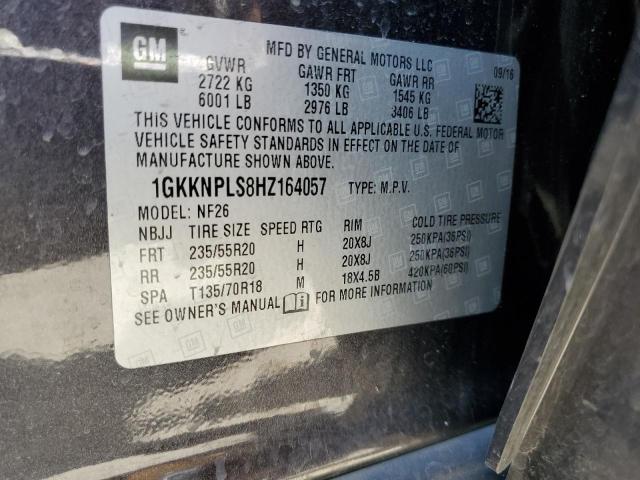 GM
MFD BY GENERAL MOTORS LLC
GVWR GAWR FRT GAWR RR 09/16
2722 KG 1350 KG 1545 KG
6001 LB 2976 LB 3406 LB
THIS VEHICLE CONFORMS TO ALL APPLICABLE U.S. FEDERAL MOTOR
VEHICLE SAFETY STANDARDS IN EFFECT ON THE DATE OF
MANUFACTURE SHOWN ABOVE.
1GKKNPLS8HZ164057 TYPE: M.P.V.
MODEL: NF26
NBJJ TIRE SIZE SPEED RTG RIM COLD TIRE PRESSURE
FRT 235/55R20 H 20X8J 250KPA(36PSI)
RR 235/55R20 H 20X8J 250KPA(36PSI)
SPA T135/70R18 M 18X4.5B 420KPA(60PSI)
SEE OWNER'S MANUAL FOR MORE INFORMATION